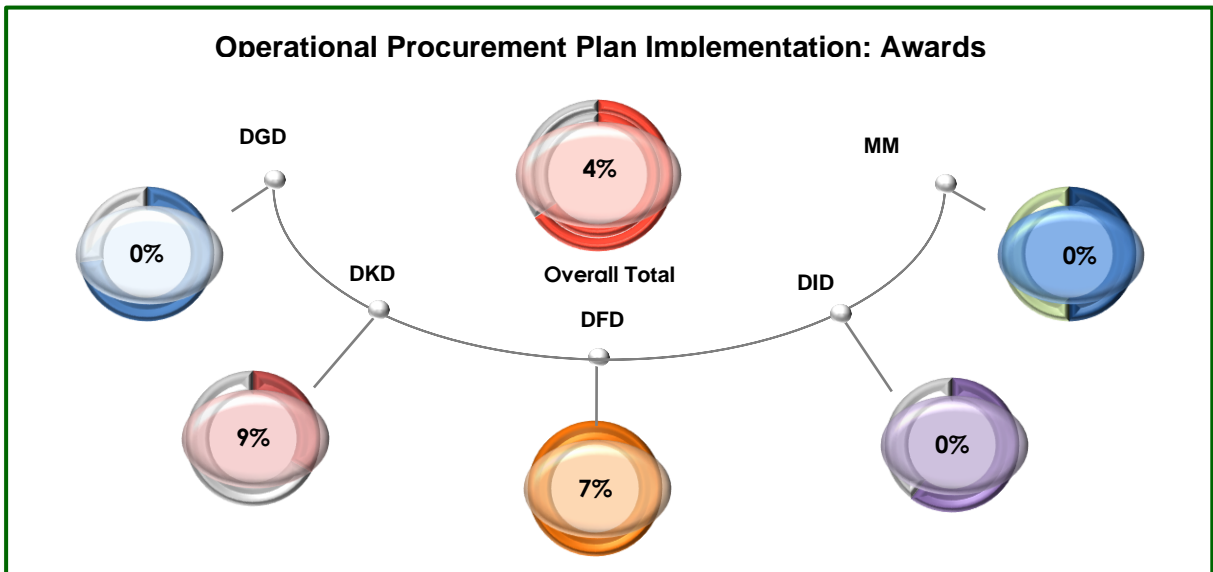 Operational Procurement Plan Implementation: Awards
DGD
MM
4%
0%
0%
Overall Total
DKD
DID
DFD
9%
0%
7%